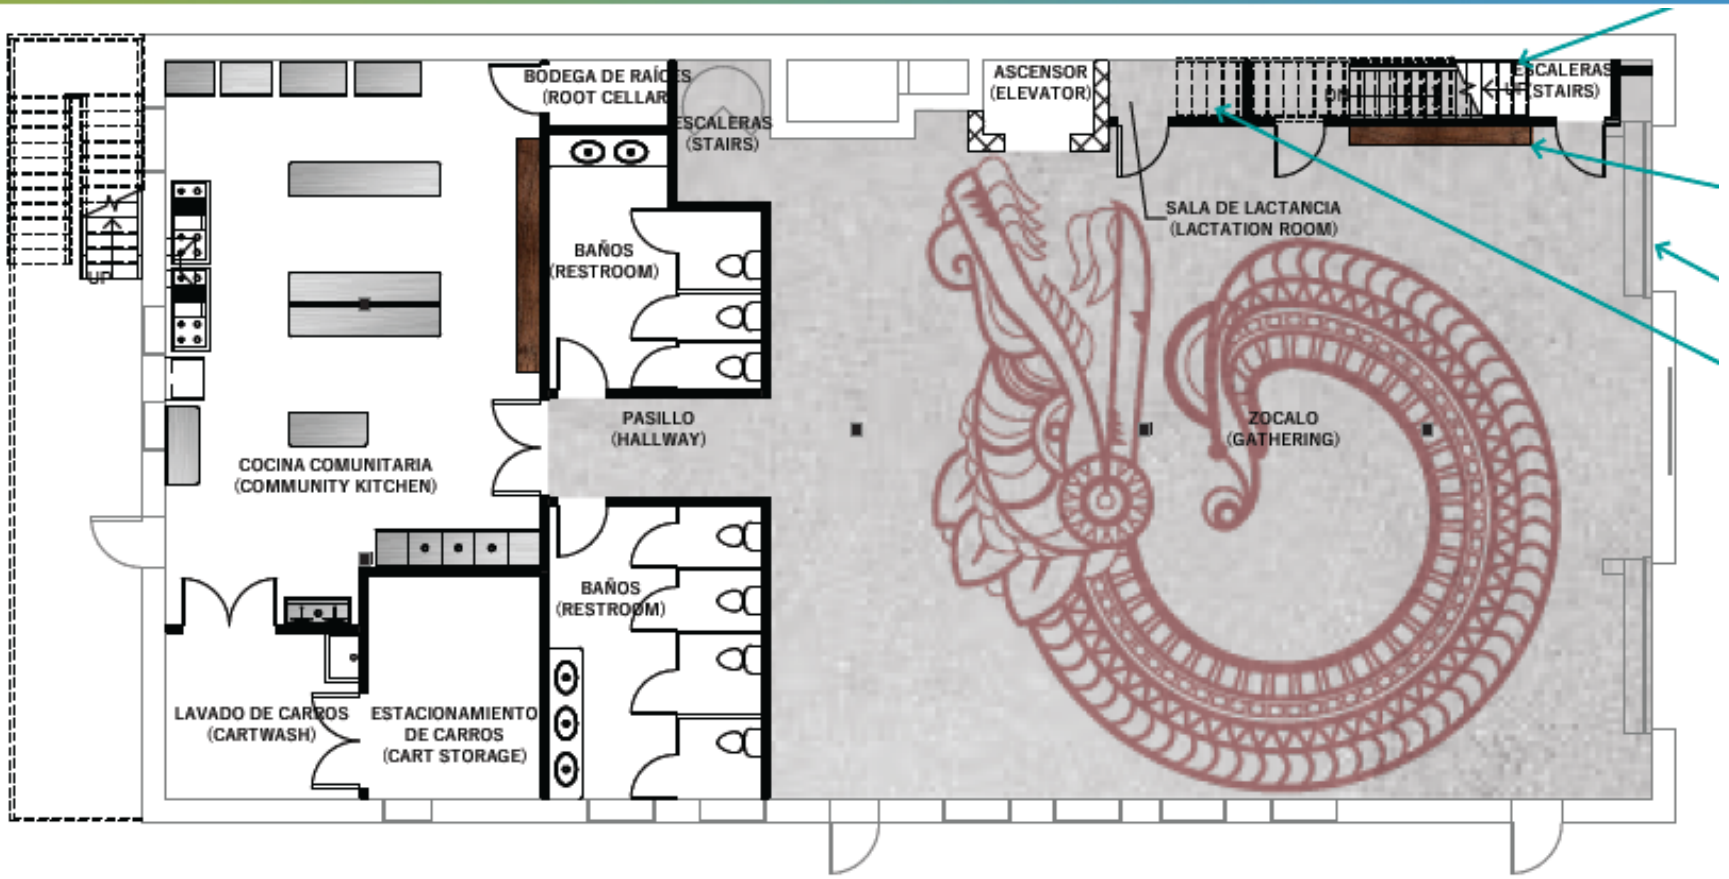 BODEGA DE RAÍCES
(ROOT CELLAR
ESCALERAS
(STAIRS)
ASCENSOR
(ELEVATOR)
ESCALERAS
(STAIRS)
DN
UP
SALA DE LACTANCIA
(LACTATION ROOM)
BAÑOS
(RESTROOM)
UP
PASILLO
(HALLWAY)
ZOCALO
(GATHERING)
COCINA COMUNITARIA
(COMMUNITY KITCHEN)
BAÑOS
(RESTROOM)
LAVADO DE CARROS
(CARTWASH)
ESTACIONAMIENTO
DE CARROS
(CART STORAGE)